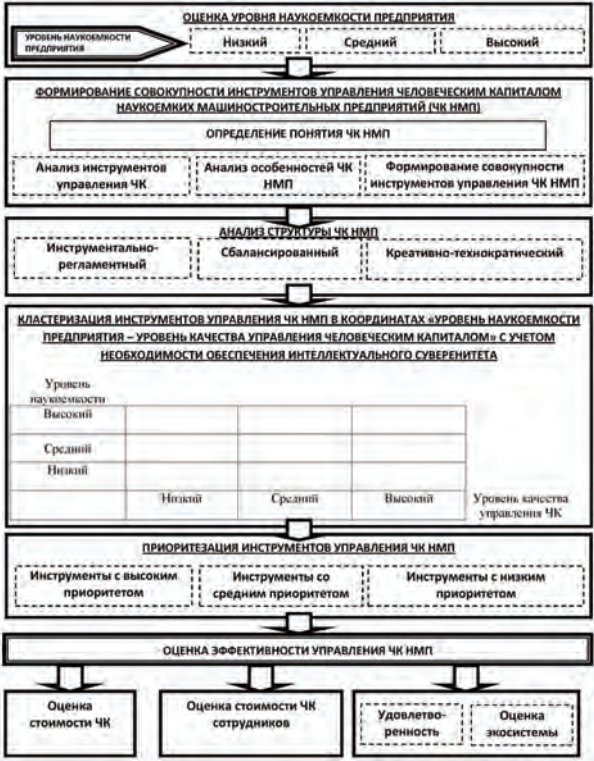 ОЦЕНКА УРОВНЯ НАУКОЕМКОСТИ ПРЕДПРИЯТИЯ
УРОВЕНЬ НАУКОЕМКОСТИ
ПРЕДПРИЯТИЯ
Низкий
Средний
Высокий
ФОРМИРОВАНИЕ СОВОКУПНОСТИ ИНСТРУМЕНТОВ УПРАВЛЕНИЯ ЧЕЛОВЕЧЕСКИМ КАПИТАЛОМ
НАУКОЕМКИХ МАШИНОСТРОИТЕЛЬНЫХ ПРЕДПРИЯТИЙ (ЧК НМП)
ОПРЕДЕЛЕНИЕ ПОНЯТИЯ ЧК НМП
Анализ инструментов
управления ЧК
Анализ особенностей ЧК
НМП
Формирование совокупности
инструментов управления ЧК НМП
АНАЛИЗ СТРУКТУРЫ ЧК НМП
Инструментально-
регламентный
Сбалансированный
Креативно-технократический
КЛАСТЕРИЗАЦИЯ ИНСТРУМЕНТОВ УПРАВЛЕНИЯ ЧК НМП В КООРДИНАТАХ «УРОВЕНЬ НАУКОЕМКОСТИ
ПРЕДПРИЯТИЯ – УРОВЕНЬ КАЧЕСТВА УПРАВЛЕНИЯ ЧЕЛОВЕЧЕСКИМ КАПИТАЛОМ» С УЧЕТОМ
НЕОБХОДИМОСТИ ОБЕСПЕЧЕНИЯ ИНТЕЛЛЕКТУАЛЬНОГО СУВЕРЕНИТЕТА
Уровень
наукоемкости
Высокий
Средний
Низкий
Низкий
Средний
Высокий
Уровень качества
управления ЧК
ПРИОРИТЕЗАЦИЯ ИНСТРУМЕНТОВ УПРАВЛЕНИЯ ЧК НМП
Инструменты с высоким
приоритетом
Инструменты со
средним приоритетом
Инструменты с низким
приоритетом
ОЦЕНКА ЭФФЕКТИВНОСТИ УПРАВЛЕНИЯ ЧК НМП
Оценка
стоимости ЧК
Оценка стоимости ЧК
сотрудников
Удовлетво-
ренность
Оценка
экосистемы